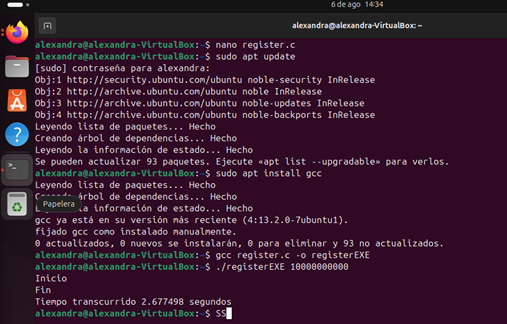 6 de ago 14:34
alexandra@alexandra-VirtualBox: ~
alexandra@alexandra-VirtualBox:~$ nano register.c
alexandra@alexandra-VirtualBox:~$ sudo apt update
[sudo] contraseña para alexandra:
Obj:1 http://security.ubuntu.com/ubuntu noble-security InRelease
Obj:2 http://archive.ubuntu.com/ubuntu noble InRelease
Obj:3 http://archive.ubuntu.com/ubuntu noble-updates InRelease
Obj:4 http://archive.ubuntu.com/ubuntu noble-backports InRelease
Leyendo lista de paquetes... Hecho
Creando árbol de dependencias... Hecho
Leyendo la información de estado... Hecho
Se pueden actualizar 93 paquetes. Ejecute «apt list --upgradable» para verlos.
alexandra@alexandra-VirtualBox:~$ sudo apt install gcc
Leyendo lista de paquetes... Hecho
árbol de dependencias... Hecho
Papelera
la información de estado... Hecho
gcc ya está en su versión más reciente (4:13.2.0-7ubuntu1).
fijado gcc como instalado manualmente.
0 actualizados, 0 nuevos se instalarán, 0 para eliminar y 93 no actualizados.
alexandra@alexandra-VirtualBox:~$ gcc register.c -o registerEXE
alexandra@alexandra-VirtualBox:~$ ./registerEXE 10000000000
Inicio
Fin
Tiempo transcurrido 2.677498 segundos
alexandra@alexandra-VirtualBox:~$ SS